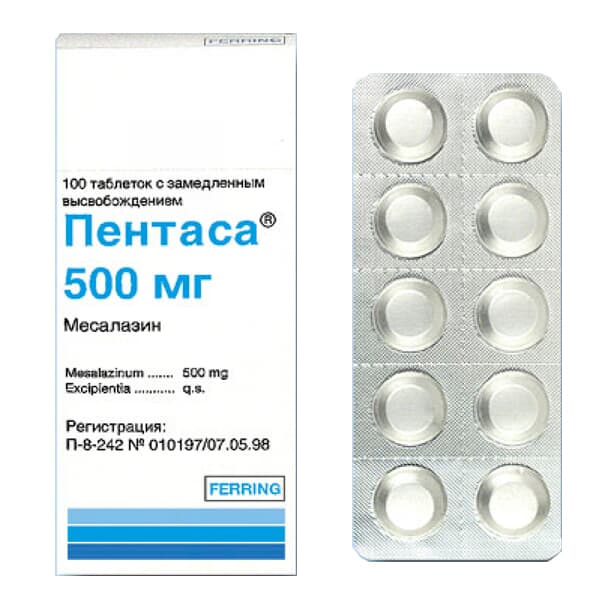 FERRING
100 таблеток с замедленным
высвобождением
Пентаса®
500 мг
Месалазин
Mesalazinum ....... 500 mg
Excipientia ........... q.s.
Регистрация:
П-8-242 № 010197/07.05.98
FERRING